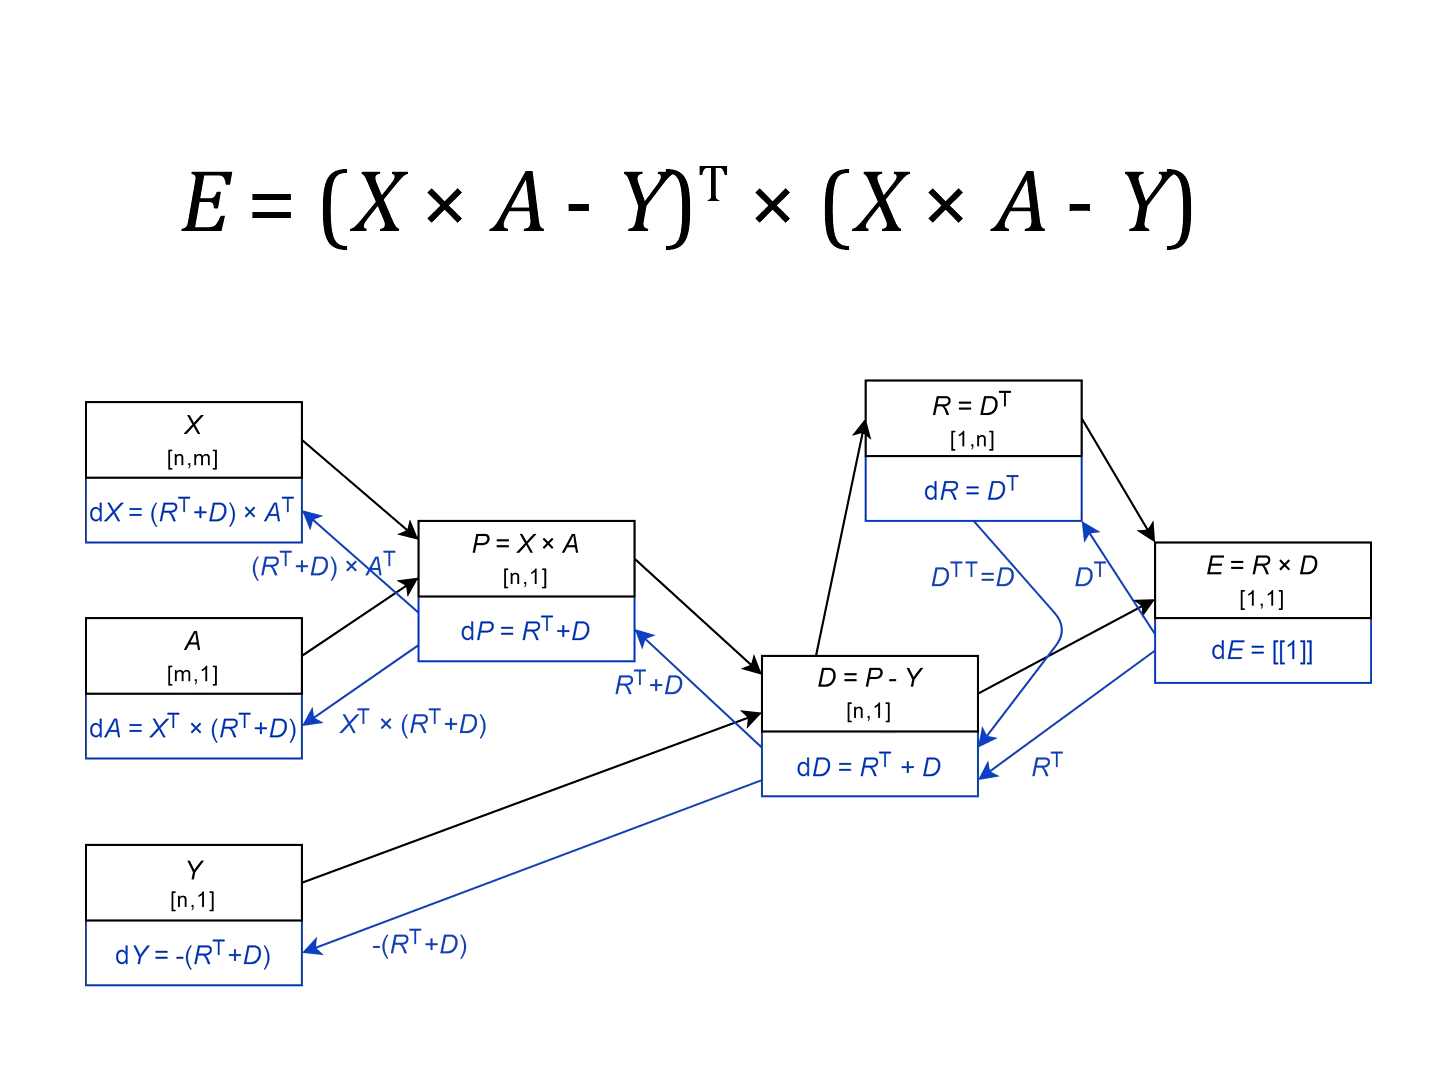 E = (X × A - Y)ᵀ × (X × A - Y)
X
[n,m]
dX = (Rᵀ+D) × Aᵀ
(Rᵀ+D) × Aᵀ
A
[m,1]
dA = Xᵀ × (Rᵀ+D)
Xᵀ × (Rᵀ+D)
Y
[n,1]
dY = -(Rᵀ+D)
-(Rᵀ+D)
P = X × A
[n,1]
dP = Rᵀ+D
Rᵀ+D
D = P - Y
[n,1]
dD = Rᵀ + D
R = Dᵀ
[1,n]
dR = Dᵀ
Dᵀᵀ=D
Dᵀ
Rᵀ
E = R × D
[1,1]
dE = [[1]]